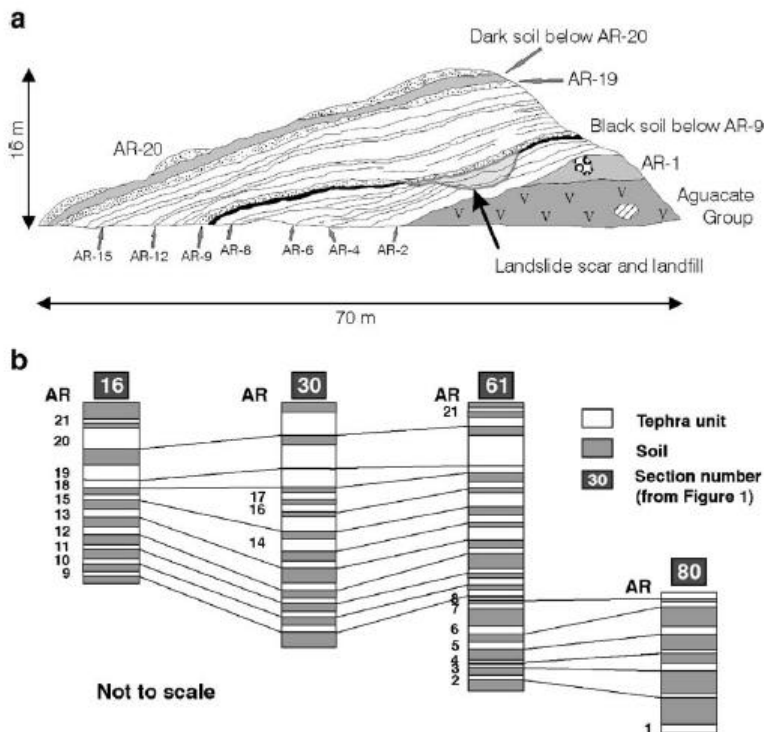 a
Dark soil below AR-20
AR-19
Black soil below AR-9
AR-20
AR-1
16 m
Aguacate
Group
V V V V V V V
AR-15 AR-12 AR-9 AR-8 AR-6 AR-4 AR-2
Landslide scar and landfill
70 m
b
16 30 61
AR AR AR
21
20
19
18
15
13
12
11
10
9
17
16
14
21
8
7
6
5
4
3
2
Tephra unit
Soil
30 Section number
(from Figure 1)
80
AR
1
Not to scale